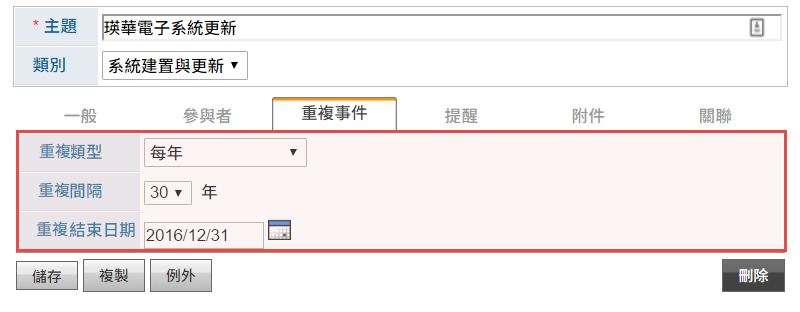 * 主題 瑛華電子系統更新
類別 系統建置與更新
一般 參與者 重複事件 提醒 附件 關聯
重複類型 每年
重複間隔 30 年
重複結束日期 2016/12/31
儲存 複製 例外 刪除